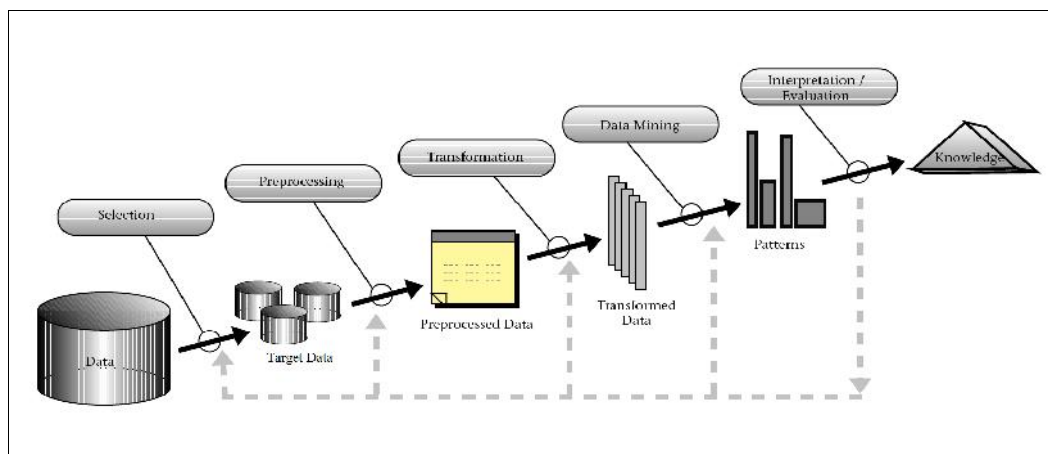 Interpretation /
Evaluation
Data Mining
Transformation
Preprocessing
Selection
Knowledge
Patterns
Transformed
Data
Preprocessed Data
Target Data
Data